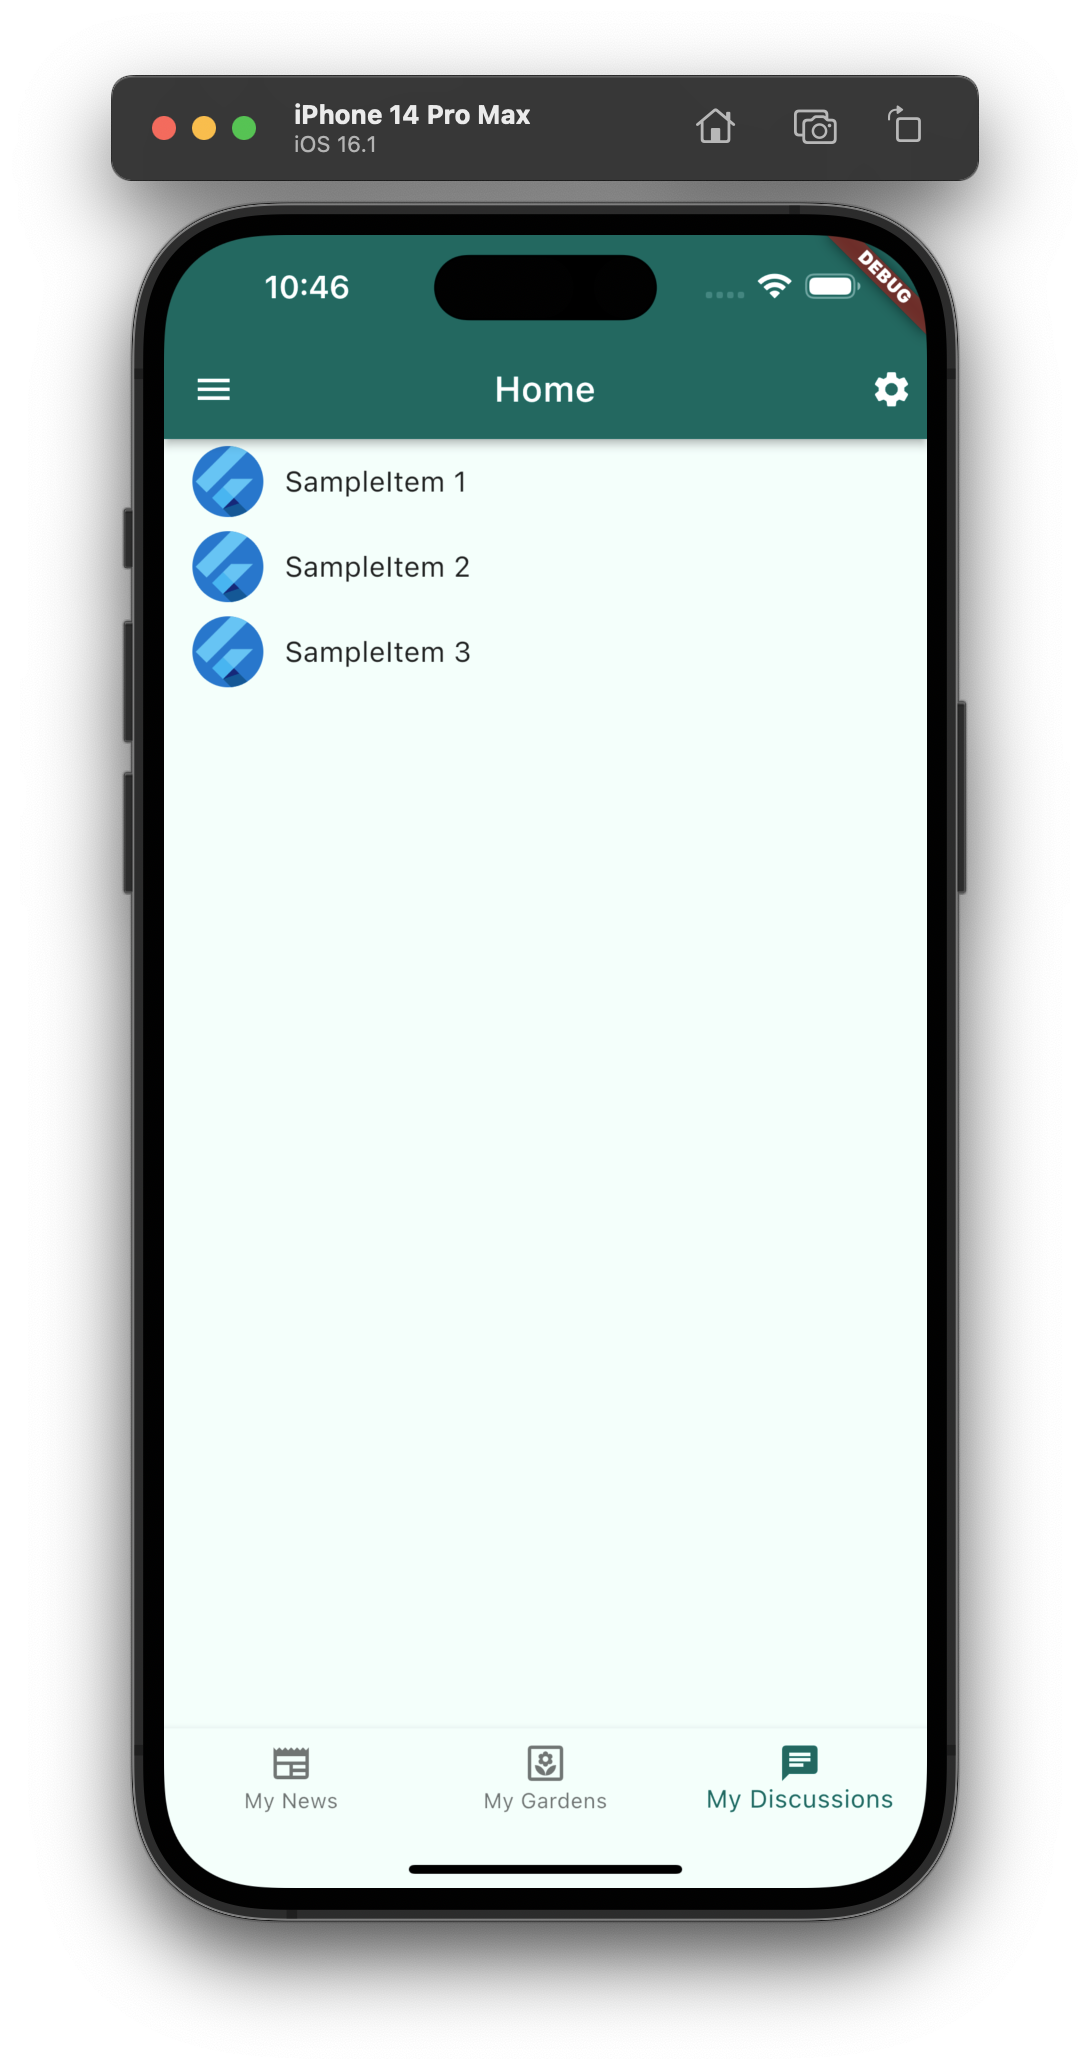 iPhone 14 Pro Max
iOS 16.1
10:46
DEBUG
Home
SampleItem 1
SampleItem 2
SampleItem 3
My News
My Gardens
My Discussions